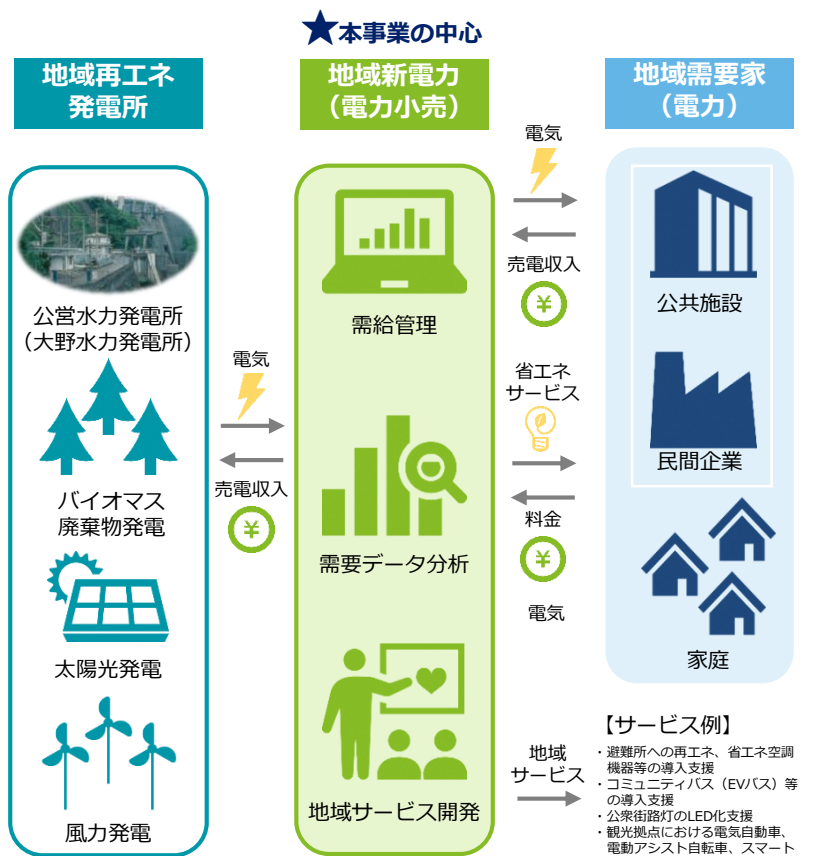 ★本事業の中心
地域再エネ
発電所
地域新電力
（電力小売）
地域需要家
（電力）
公営水力発電所
（大野水力発電所）
バイオマス
廃棄物発電
太陽光発電
風力発電
電気
売電収入
¥
需給管理
需要データ分析
地域サービス開発
電気
売電収入
¥
省エネ
サービス
料金
¥
電気
地域
サービス
公共施設
民間企業
家庭
【サービス例】
・避難所への再エネ、省エネ空調
機器等の導入支援
・コミュニティバス（EVバス）等
の導入支援
・公衆街路灯のLED化支援
・観光拠点における電気自動車、
電動アシスト自転車、スマート